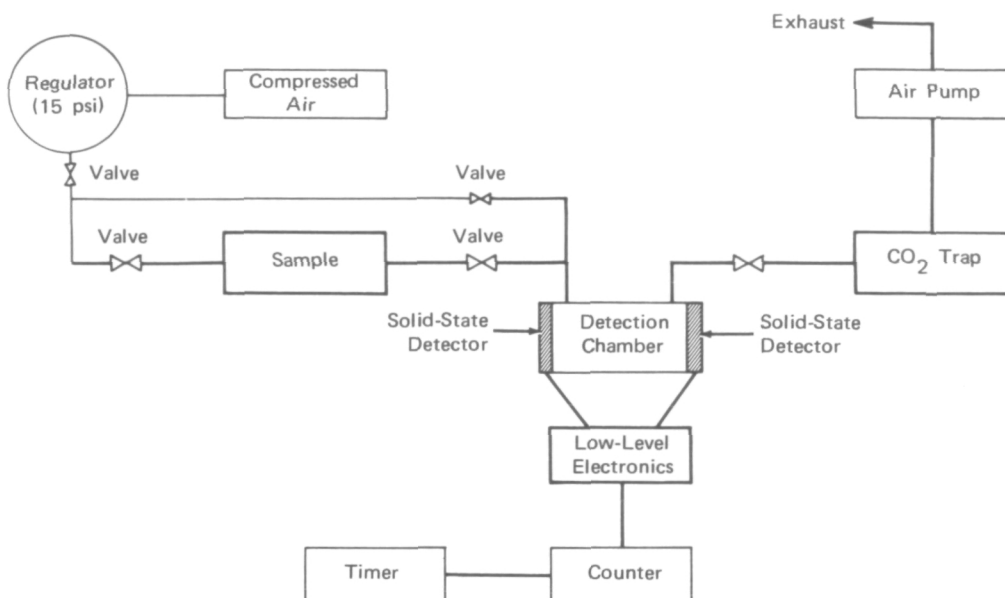 Exhaust
Regulator
(15 psi)
Compressed
Air
Air Pump
Valve
Valve
Valve
Valve
Sample
CO2 Trap
Solid-State
Detector
Detection
Chamber
Solid-State
Detector
Low-Level
Electronics
Timer
Counter